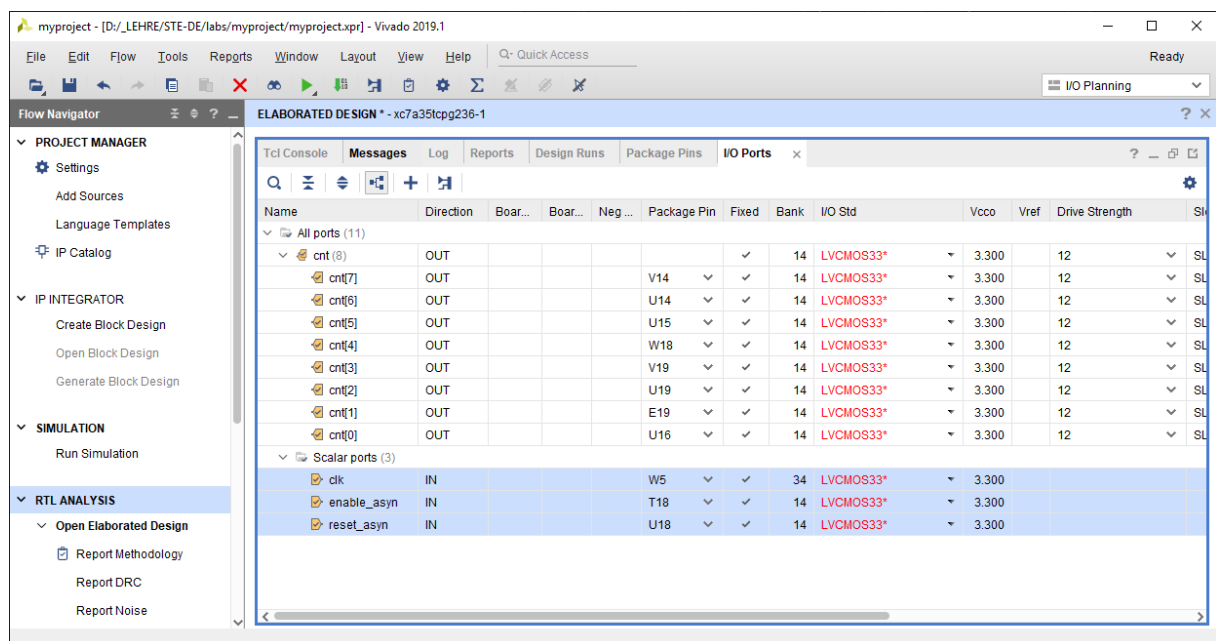 myproject - [D:/_LEHRE/STE-DE/labs/myproject/myproject.xpr] - Vivado 2019.1
File Edit Flow Tools Reports Window Layout View Help Quick Access Ready
I/O Planning
Flow Navigator
PROJECT MANAGER
Settings
Add Sources
Language Templates
IP Catalog
IP INTEGRATOR
Create Block Design
Open Block Design
Generate Block Design
SIMULATION
Run Simulation
RTL ANALYSIS
Open Elaborated Design
Report Methodology
Report DRC
Report Noise
ELABORATED DESIGN * - xc7a35tcpg236-1
Tcl Console Messages Log Reports Design Runs Package Pins I/O Ports
Name Direction Boar... Boar... Neg ... Package Pin Fixed Bank I/O Std Vcco Vref Drive Strength
All ports (11)
cnt (8) OUT 14 LVCMOS33* 3.300 12 SL
cnt[7] OUT V14 14 LVCMOS33* 3.300 12 SL
cnt[6] OUT U14 14 LVCMOS33* 3.300 12 SL
cnt[5] OUT U15 14 LVCMOS33* 3.300 12 SL
cnt[4] OUT W18 14 LVCMOS33* 3.300 12 SL
cnt[3] OUT V19 14 LVCMOS33* 3.300 12 SL
cnt[2] OUT U19 14 LVCMOS33* 3.300 12 SL
cnt[1] OUT E19 14 LVCMOS33* 3.300 12 SL
cnt[0] OUT U16 14 LVCMOS33* 3.300 12 SL
Scalar ports (3)
clk IN W5 34 LVCMOS33* 3.300
enable_asyn IN T18 14 LVCMOS33* 3.300
reset_asyn IN U18 14 LVCMOS33* 3.300